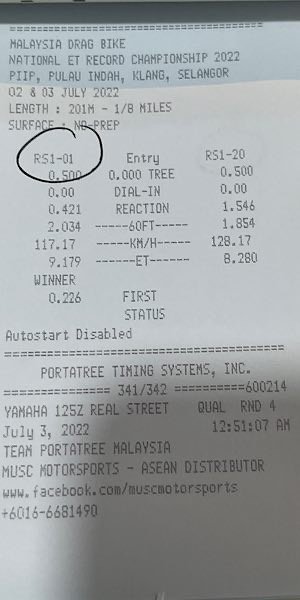 MALAYSIA DRAG BIKE
NATIONAL ET RECORD CHAMPIONSHIP 2022
PIIP, PULAU INDAH, KLANG, SELANGOR
02 & 03 JULY 2022
LENGTH : 201M - 1/8 MILES
SURFACE : NO-PREP
RS1-01 Entry RS1-20
0.500 0.000 TREE 0.500
0.00 DIAL-IN 0.00
0.421 REACTION 1.546
2.034 -----60FT----- 1.854
117.17 -----KM/H----- 128.17
9.179 ------ET------ 8.280
WINNER
0.226 FIRST
STATUS
Autostart Disabled
PORTATREE TIMING SYSTEMS, INC.
=============== 341/342 ==========600214
YAMAHA 125Z REAL STREET QUAL RND 4
July 3, 2022 12:51:07 AM
TEAM PORTATREE MALAYSIA
MUSC MOTORSPORTS - ASEAN DISTRIBUTOR
www.facebook.com/muscmotorsports
+6016-6681490